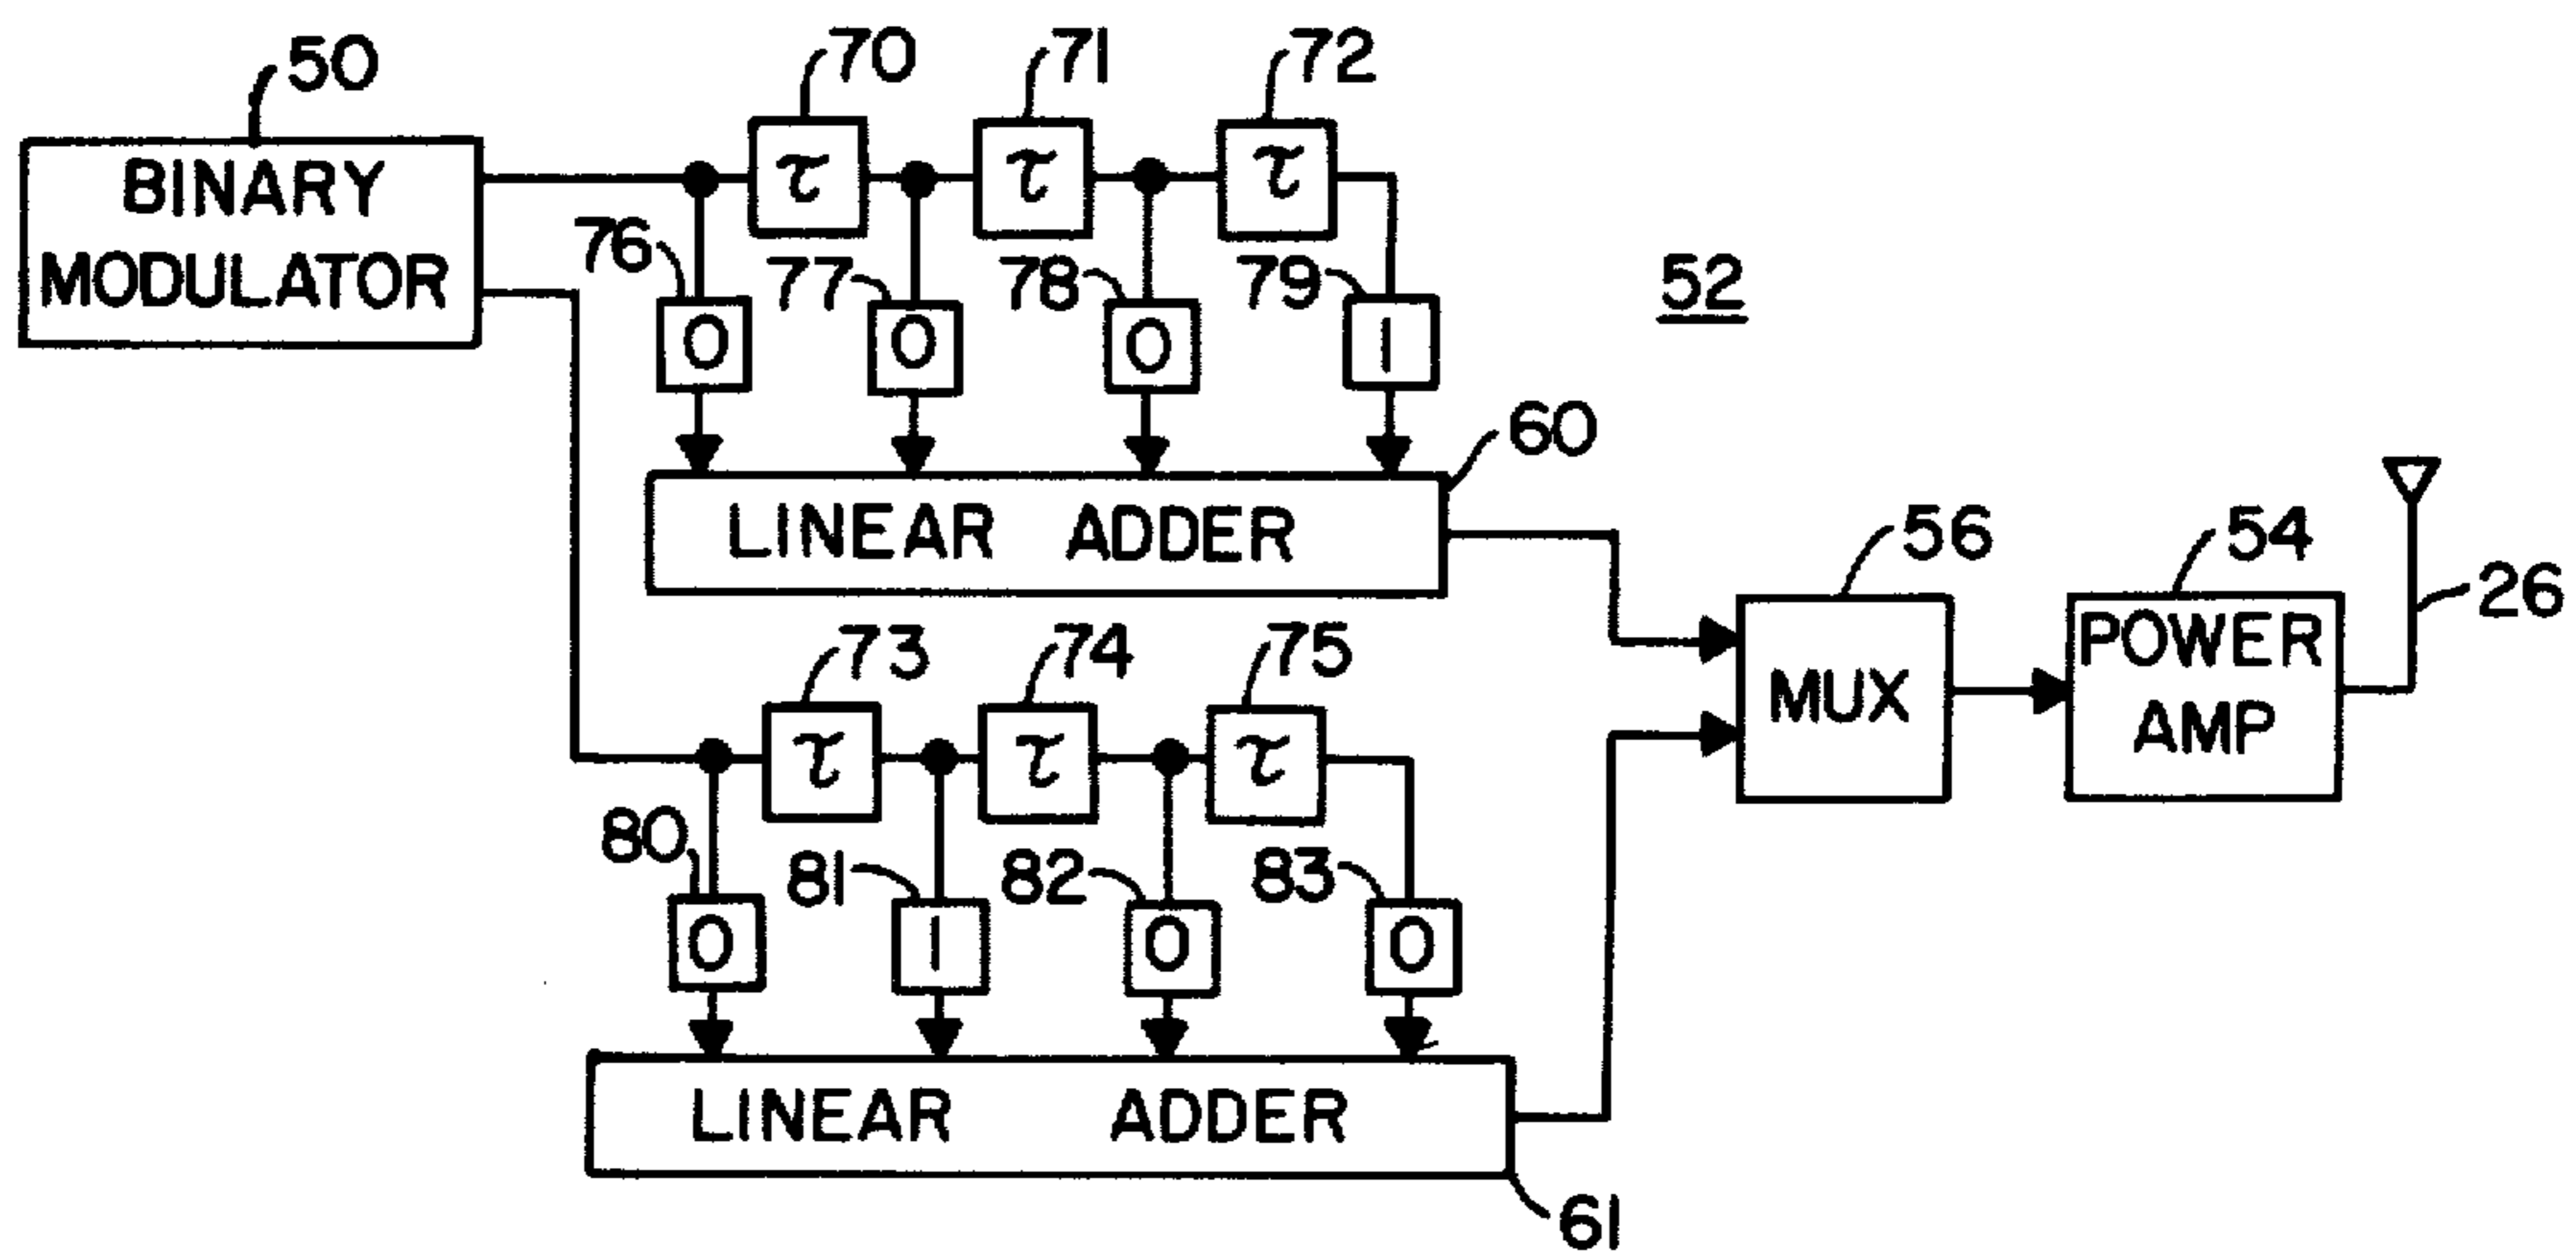 50
70
71
72
BINARY
MODULATOR
τ
τ
τ
76
77
78
79
52
0
0
0
1
60
LINEAR ADDER
56
54
26
73
74
75
MUX
POWER
AMP
τ
τ
τ
80
81
82
83
0
1
0
0
LINEAR ADDER
61